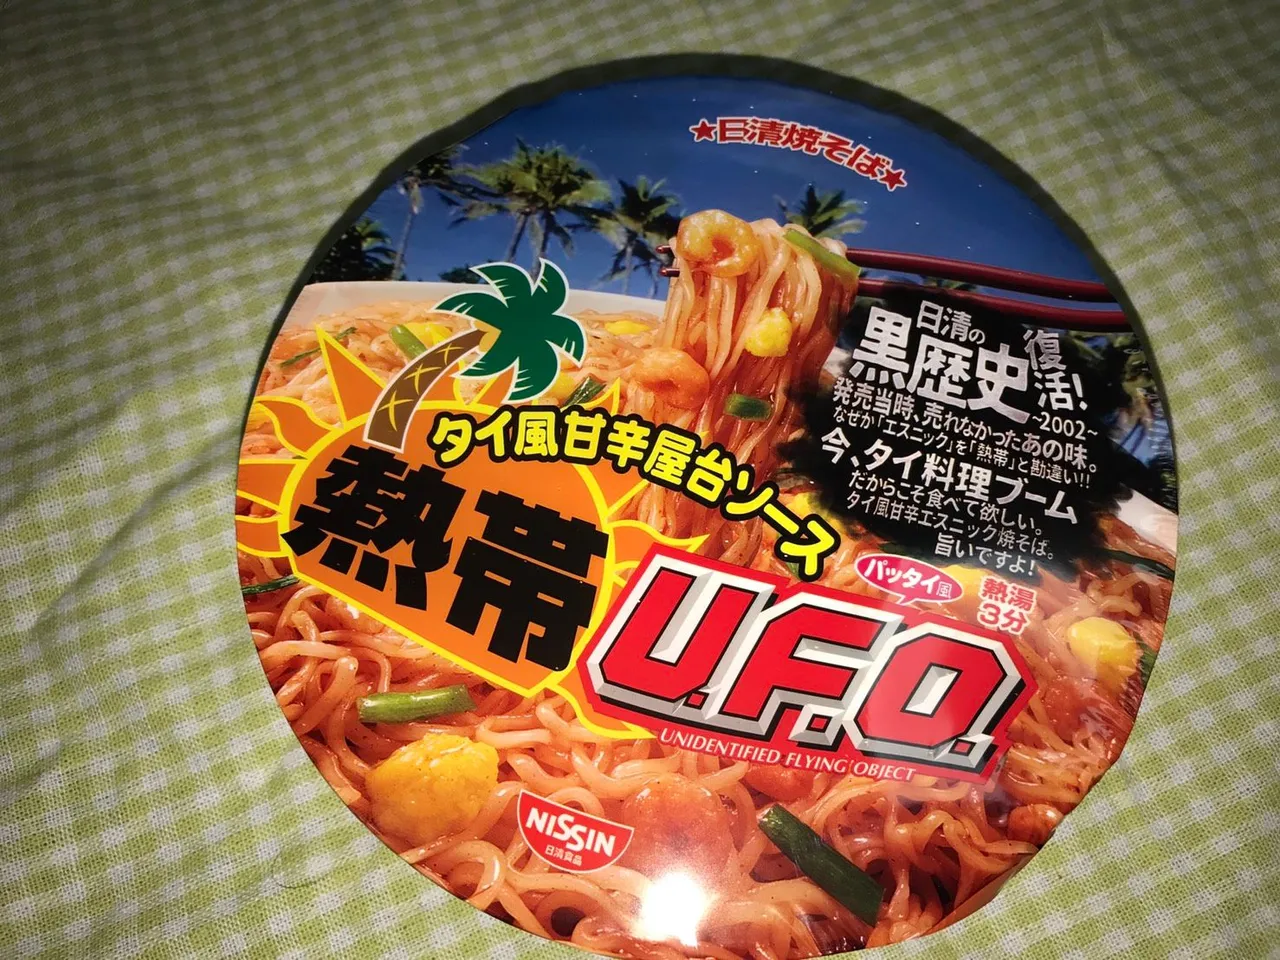 ★日清焼そば★
日清の
黒歴史
復活!
~2002~
発売当時、売れなかったあの味。
なぜか「エスニック」を「熱帯」と勘違い!!
今、タイ料理ブーム
だからこそ食べて欲しい。
タイ風甘辛エスニック焼そば。
旨いですよ!
タイ風甘辛屋台ソース
熱帯
パッタイ風
熱湯
3分
U.F.O.
UNIDENTIFIED FLYING OBJECT
NISSIN
日清食品